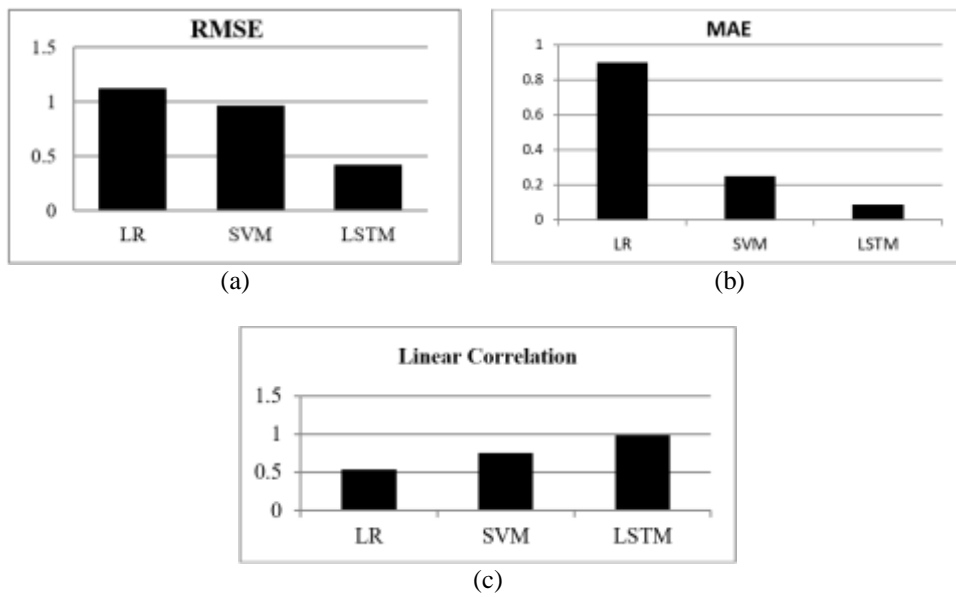 RMSE
1.5
1
0.5
0
LR SVM LSTM
(a)
MAE
1
0.8
0.6
0.4
0.2
0
LR SVM LSTM
(b)
Linear Correlation
1.5
1
0.5
0
LR SVM LSTM
(c)